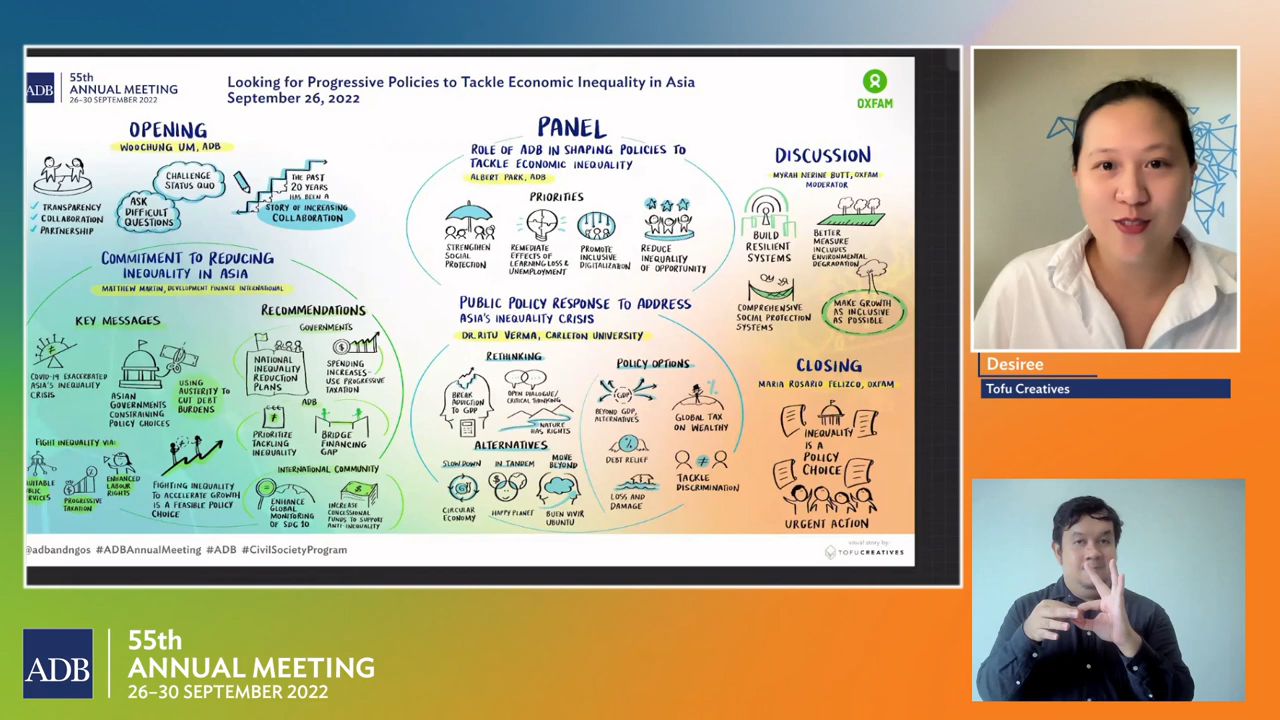 ADB
55th
ANNUAL MEETING
26–30 SEPTEMBER 2022
Looking for Progressive Policies to Tackle Economic Inequality in Asia
September 26, 2022
OXFAM
OPENING
WOOCHONG UM, ADB
TRANSPARENCY
COLLABORATION
PARTNERSHIP
CHALLENGE
STATUS QUO
ASK
DIFFICULT
QUESTIONS
THE PAST
20 YEARS
HAS BEEN A
STORY OF INCREASING
COLLABORATION
COMMITMENT TO REDUCING
INEQUALITY IN ASIA
MATTHEW MARTIN, DEVELOPMENT FINANCE INTERNATIONAL
KEY MESSAGES
COVID-19 EXACERBATED
ASIA'S INEQUALITY
CRISIS
ASIAN
GOVERNMENTS
CONSTRAINING
POLICY CHOICES
USING
AUSTERITY TO
CUT DEBT
BURDENS
FIGHT INEQUALITY VIA:
UITABLE
BLIC
RVICES
PROGRESSIVE
TAXATION
ENHANCED
LABOUR
RIGHTS
FIGHTING INEQUALITY
TO ACCELERATE GROWTH
IS A FEASIBLE POLICY
CHOICE
RECOMMENDATIONS
GOVERNMENTS
NATIONAL
INEQUALITY
REDUCTION
PLANS
SPENDING
INCREASES-
USE PROGRESSIVE
TAXATION
ADB
PRIORITIZE
TACKLING
INEQUALITY
BRIDGE
FINANCING
GAP
INTERNATIONAL COMMUNITY
ENHANCE
GLOBAL
MONITORING
OF SDG 10
INCREASE
CONCESSIONAL
FUNDS TO SUPPORT
ANTI-INEQUALITY
PANEL
ROLE OF ADB IN SHAPING POLICIES TO
TACKLE ECONOMIC INEQUALITY
ALBERT PARK, ADB
PRIORITIES
STRENGTHEN
SOCIAL
PROTECTION
REMEDIATE
EFFECTS OF
LEARNING LOSS &
UNEMPLOYMENT
PROMOTE
INCLUSIVE
DIGITALIZATION
REDUCE
INEQUALITY
OF OPPORTUNITY
PUBLIC POLICY RESPONSE TO ADDRESS
ASIA'S INEQUALITY CRISIS
DR. RITU VERMA, CARLETON UNIVERSITY
RETHINKING
BREAK
ADDICTION
TO GDP
OPEN DIALOGUE/
CRITICAL THINKING
NATURE
HAS RIGHTS
ALTERNATIVES
SLOW DOWN
CIRCULAR
ECONOMY
IN TANDEM
HAPPY PLANET
MOVE
BEYOND
BUEN VIVIR
UBUNTU
POLICY OPTIONS
GDP
BEYOND GDP,
ALTERNATIVES
GLOBAL TAX
ON WEALTHY
DEBT RELIEF
TACKLE
DISCRIMINATION
LOSS AND
DAMAGE
DISCUSSION
MYRAH NERINE BUTT, OXFAM
MODERATOR
BUILD
RESILIENT
SYSTEMS
BETTER
MEASURE
INCLUDES
ENVIRONMENTAL
DEGRADATION
COMPREHENSIVE
SOCIAL PROTECTION
SYSTEMS
MAKE GROWTH
AS INCLUSIVE
AS POSSIBLE
CLOSING
MARIA ROSARIO FELIZCO, OXFAM
INEQUALITY
IS A
POLICY
CHOICE
URGENT ACTION
@adbandngos #ADBAnnualMeeting #ADB #CivilSocietyProgram
visual story by:
TOFUCREATIVES
Desiree
Tofu Creatives
ADB
55th
ANNUAL MEETING
26–30 SEPTEMBER 2022